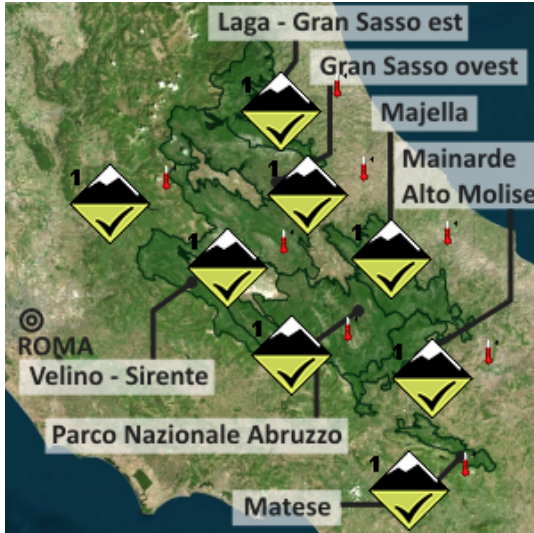 Laga - Gran Sasso est
1
Gran Sasso ovest
1
Majella
1
Mainarde
Alto Molise
1
1
1
ROMA
1
1
Velino - Sirente
Parco Nazionale Abruzzo
1
Matese